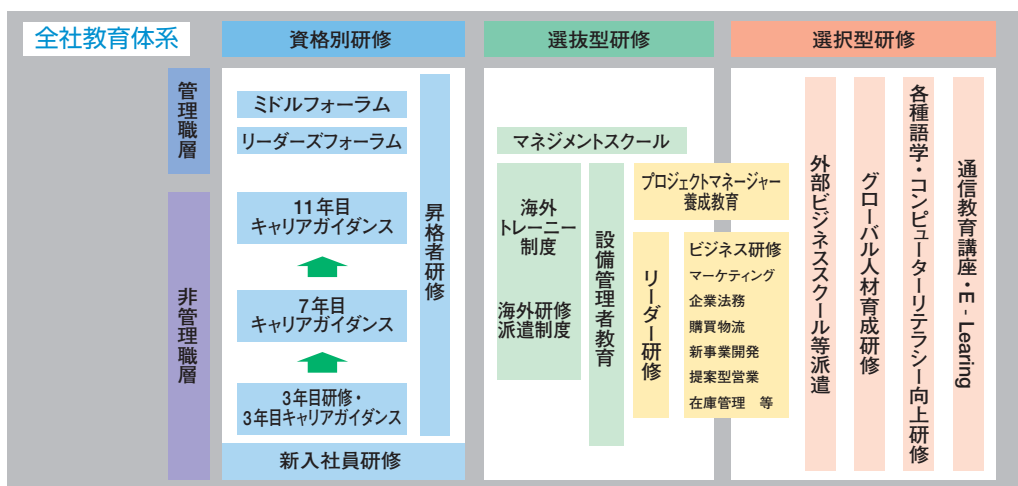 全社教育体系
資格別研修
選抜型研修
選択型研修
管理職層
非管理職層
ミドルフォーラム
リーダーズフォーラム
11年目
キャリアガイダンス
7年目
キャリアガイダンス
3年目研修・
3年目キャリアガイダンス
新入社員研修
昇格者研修
マネジメントスクール
海外
トレーニー
制度
海外研修
派遣制度
設備管理者教育
プロジェクトマネージャー
養成教育
リーダー研修
ビジネス研修
マーケティング
企業法務
購買物流
新事業開発
提案型営業
在庫管理　等
外部ビジネススクール等派遣
グローバル人材育成研修
各種語学・コンピューターリテラシー向上研修
通信教育講座・E - Learing